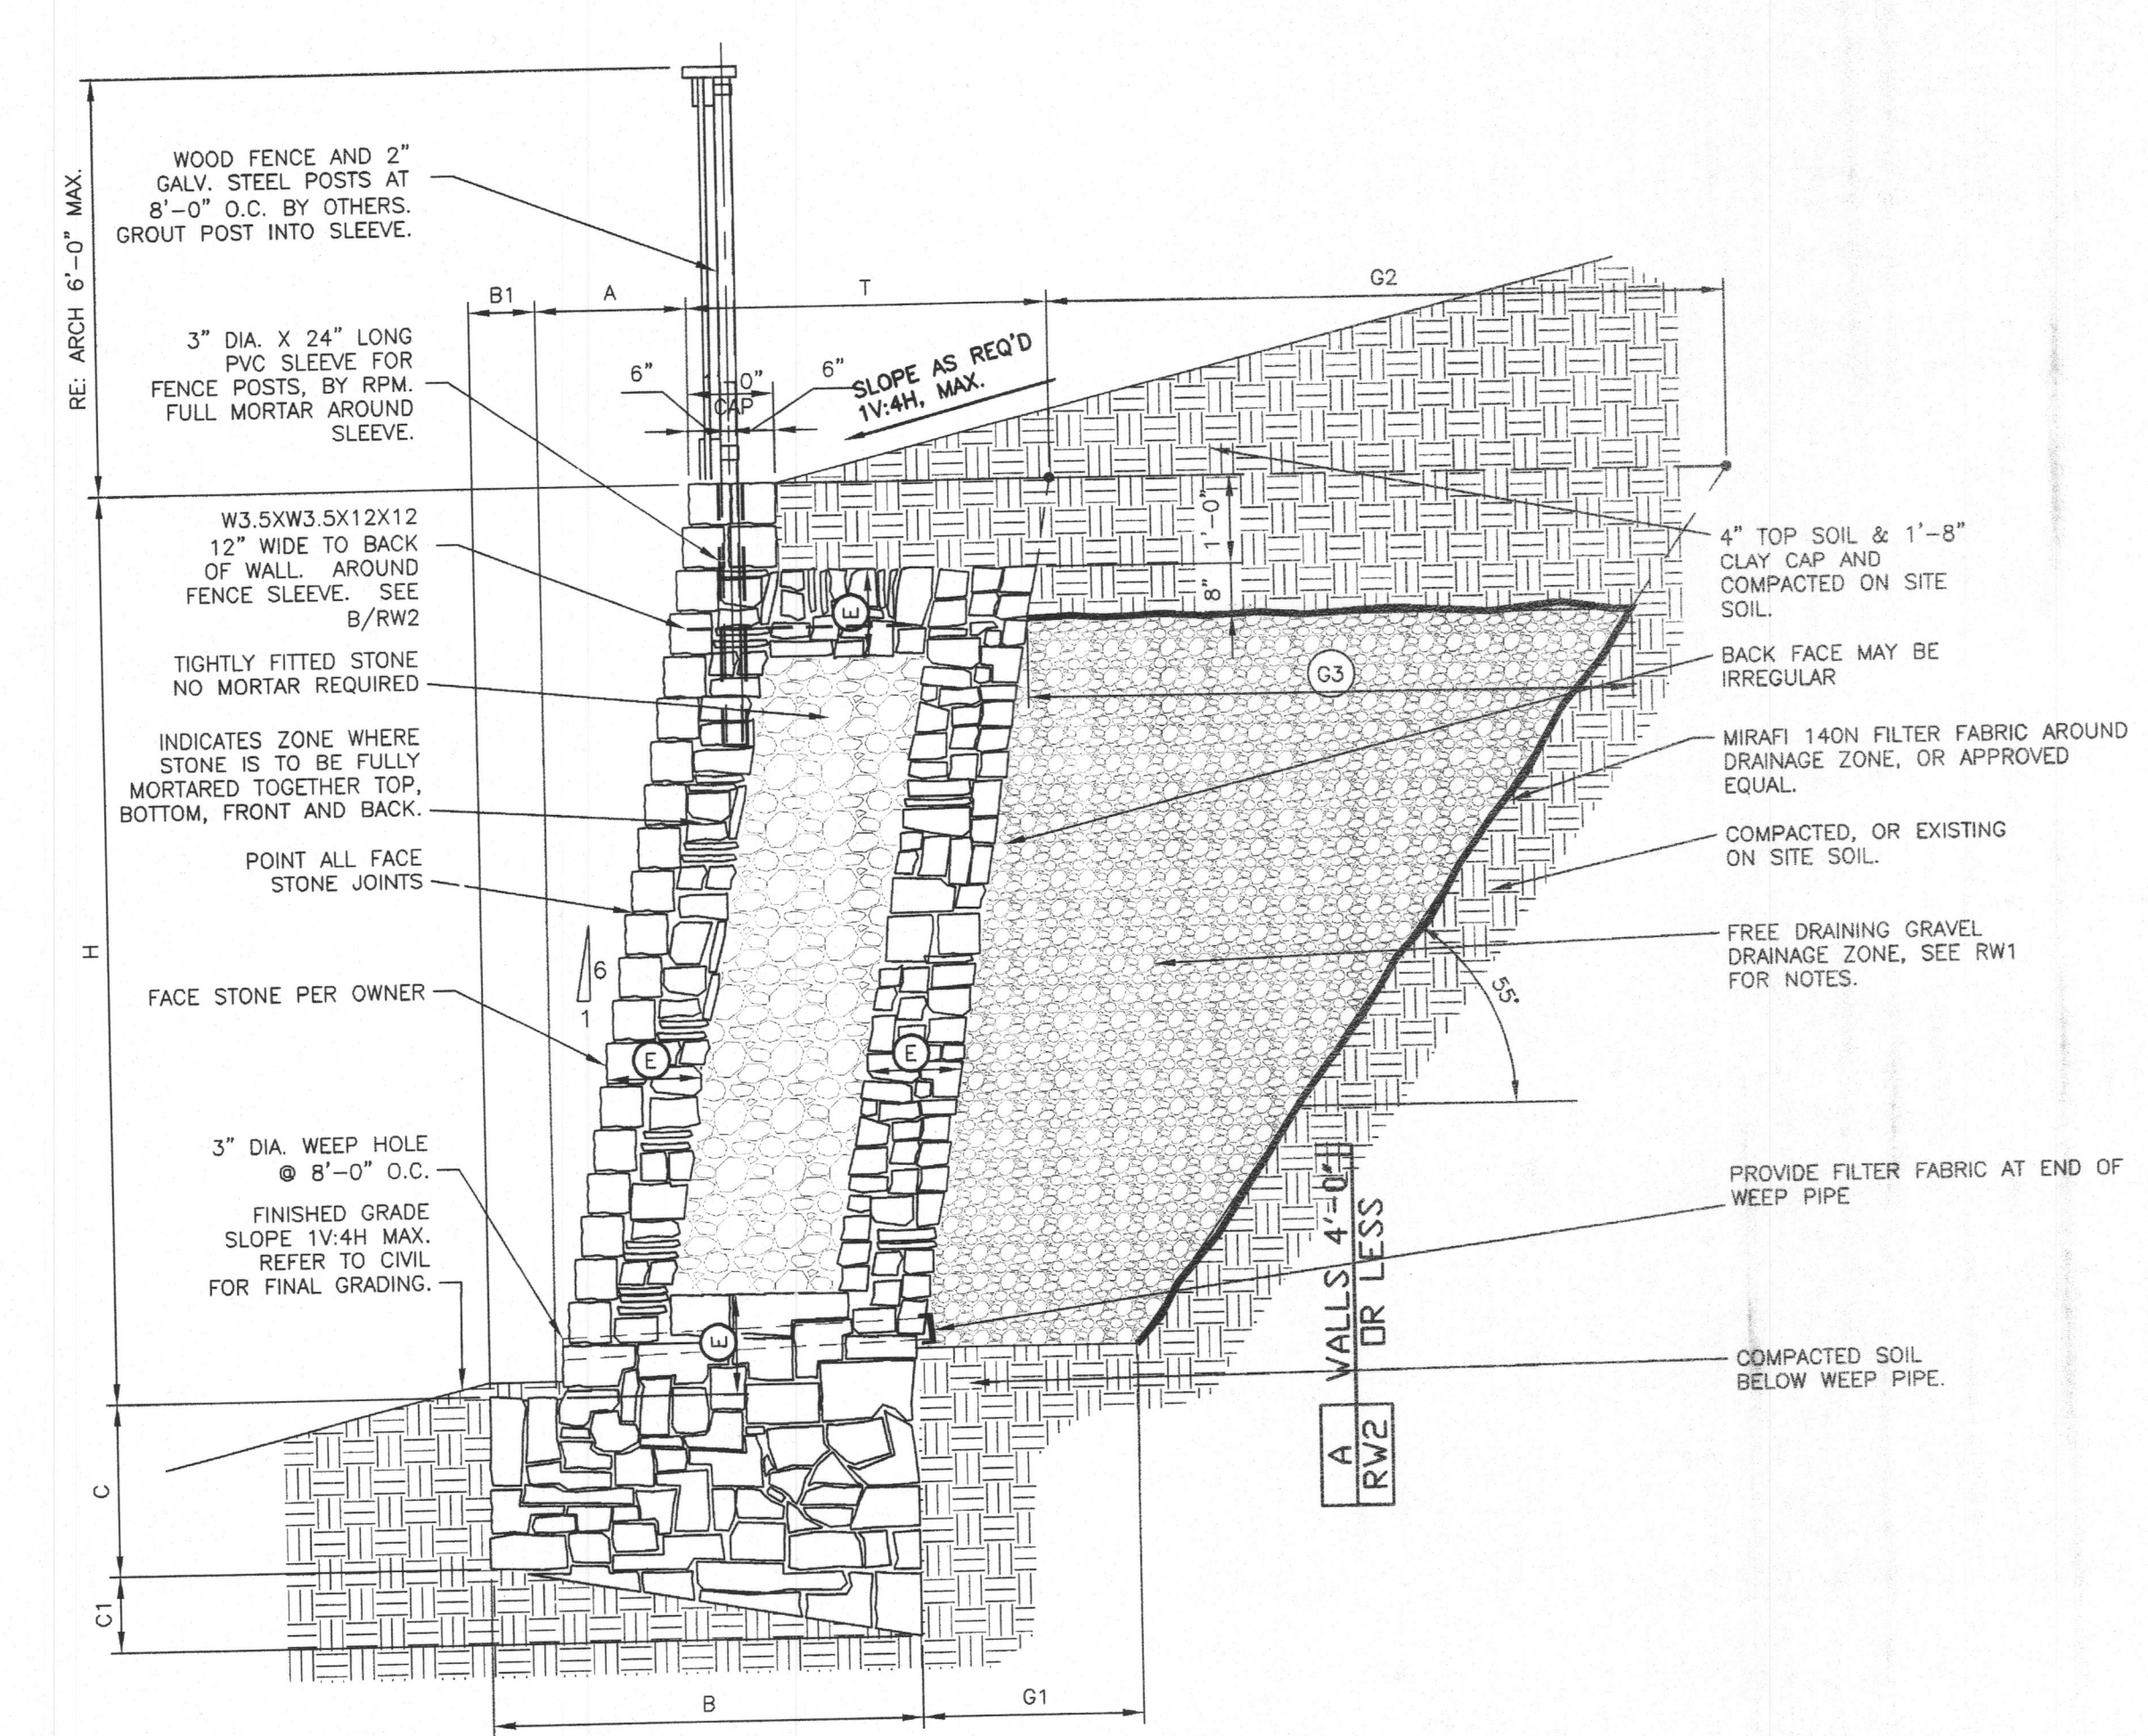 RE: ARCH 6'-0" MAX.
WOOD FENCE AND 2"
GALV. STEEL POSTS AT
8'-0" O.C. BY OTHERS.
GROUT POST INTO SLEEVE.
B1
A
T
G2
3" DIA. X 24" LONG
PVC SLEEVE FOR
FENCE POSTS, BY RPM.
FULL MORTAR AROUND
SLEEVE.
6"
0"
CAP
6"
SLOPE AS REQ'D
1V:4H, MAX.
W3.5XW3.5X12X12
12" WIDE TO BACK
OF WALL. AROUND
FENCE SLEEVE. SEE
B/RW2
TIGHTLY FITTED STONE
NO MORTAR REQUIRED
INDICATES ZONE WHERE
STONE IS TO BE FULLY
MORTARED TOGETHER TOP,
BOTTOM, FRONT AND BACK.
POINT ALL FACE
STONE JOINTS
H
6
1
FACE STONE PER OWNER
3" DIA. WEEP HOLE
@ 8'-0" O.C.
FINISHED GRADE
SLOPE 1V:4H MAX.
REFER TO CIVIL
FOR FINAL GRADING.
E
E
E
E
1'-0"
8"
G3
55°
4" TOP SOIL & 1'-8"
CLAY CAP AND
COMPACTED ON SITE
SOIL.
BACK FACE MAY BE
IRREGULAR
MIRAFI 140N FILTER FABRIC AROUND
DRAINAGE ZONE, OR APPROVED
EQUAL.
COMPACTED, OR EXISTING
ON SITE SOIL.
FREE DRAINING GRAVEL
DRAINAGE ZONE, SEE RW1
FOR NOTES.
PROVIDE FILTER FABRIC AT END OF
WEEP PIPE
COMPACTED SOIL
BELOW WEEP PIPE.
A
RW2
WALLS 4'-0"
OR LESS
C
C1
B
G1